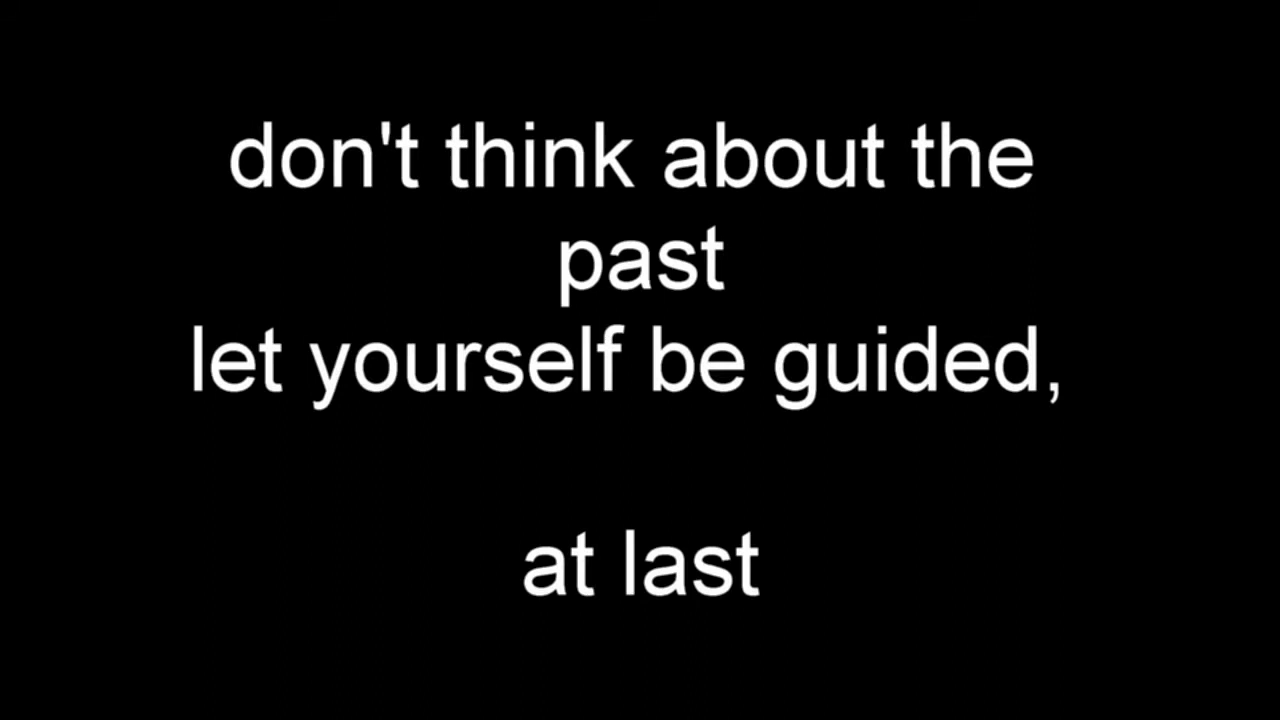 don't think about the
past
let yourself be guided,
at last